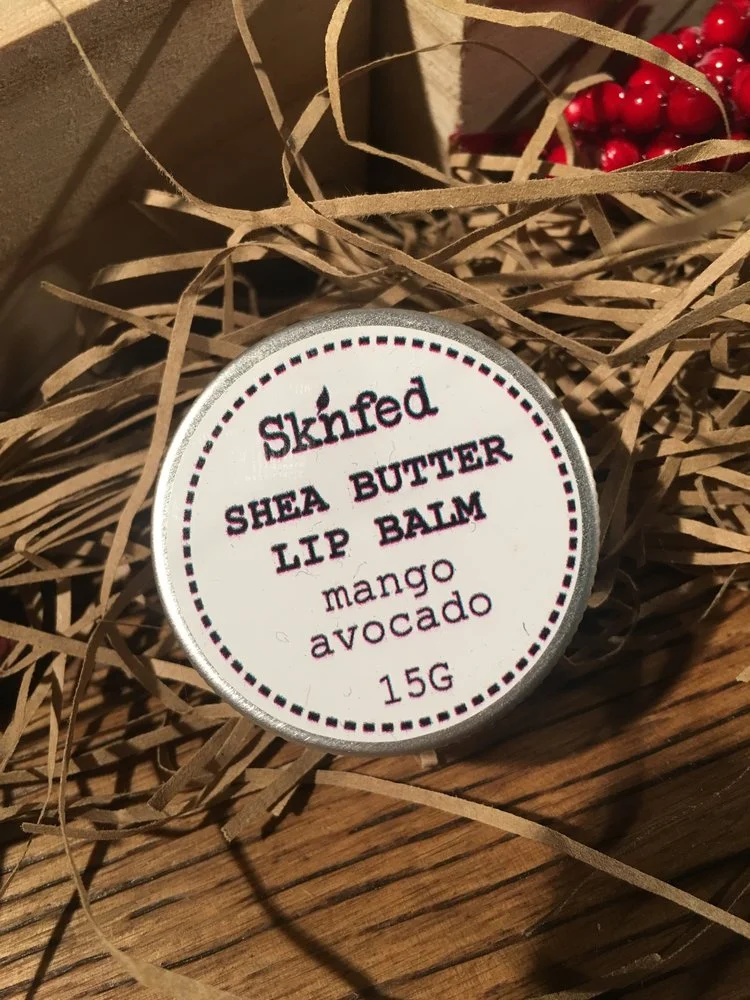 Sknfed
SHEA BUTTER
LIP BALM
mango
avocado
15G